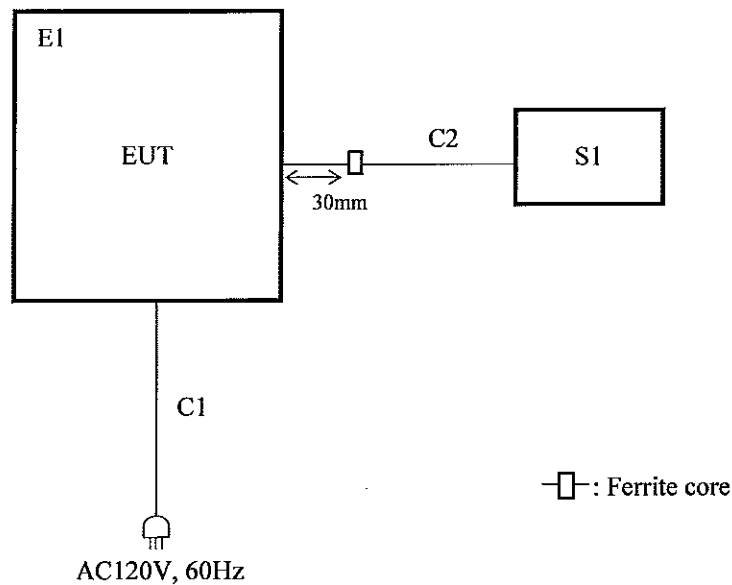 E1
EUT
C2
S1
30mm
C1
: Ferrite core
AC120V, 60Hz